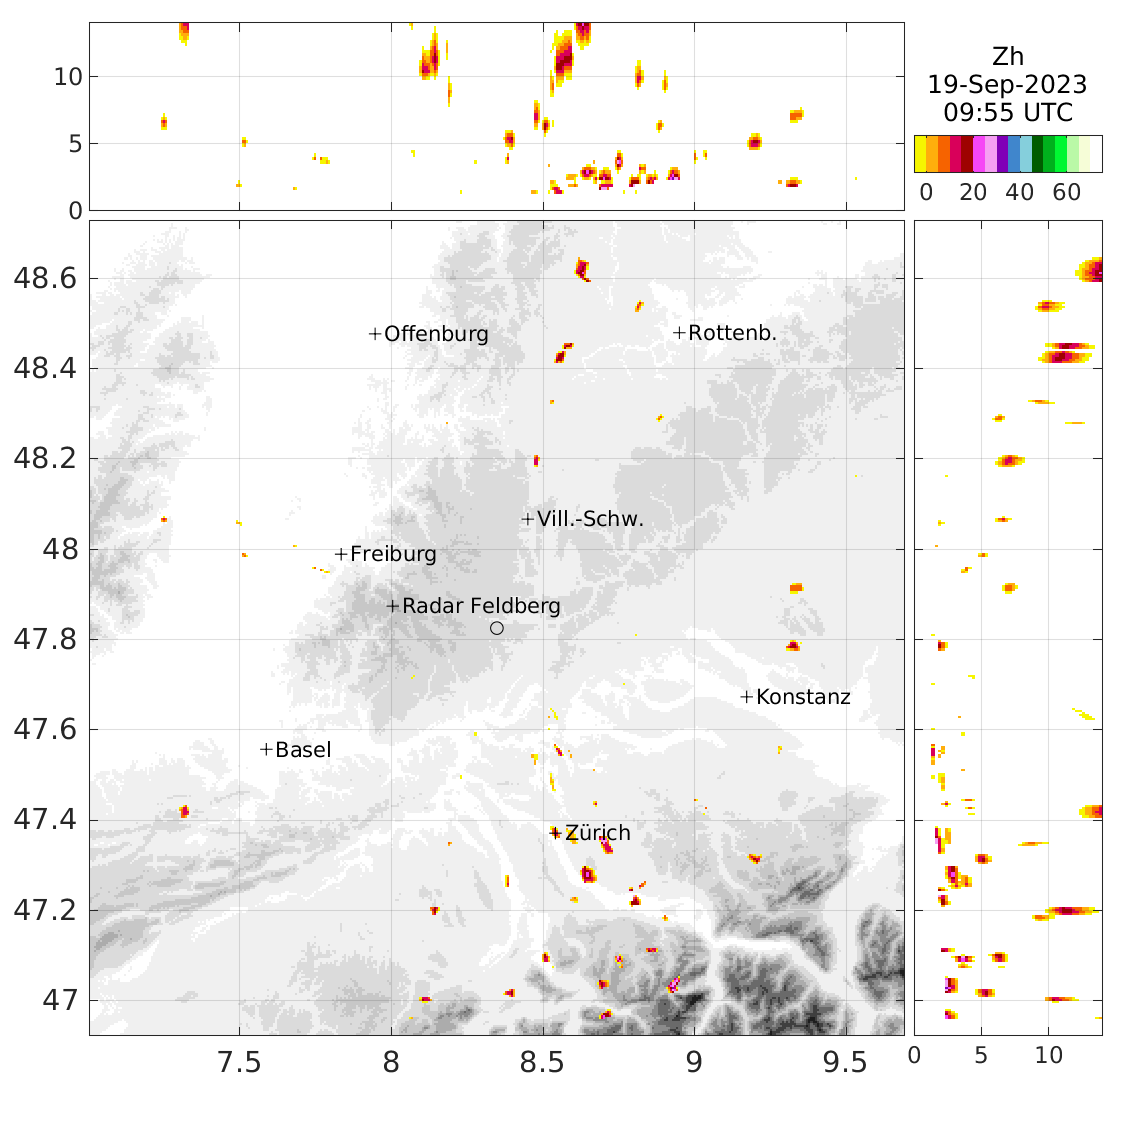 Zh
19-Sep-2023
09:55 UTC
0 20 40 60
10
5
0
48.6
48.4
48.2
48
47.8
47.6
47.4
47.2
47
Offenburg
Rottenb.
Vill.-Schw.
Freiburg
Radar Feldberg
Konstanz
Basel
Zürich
7.5 8 8.5 9 9.5
0 5 10